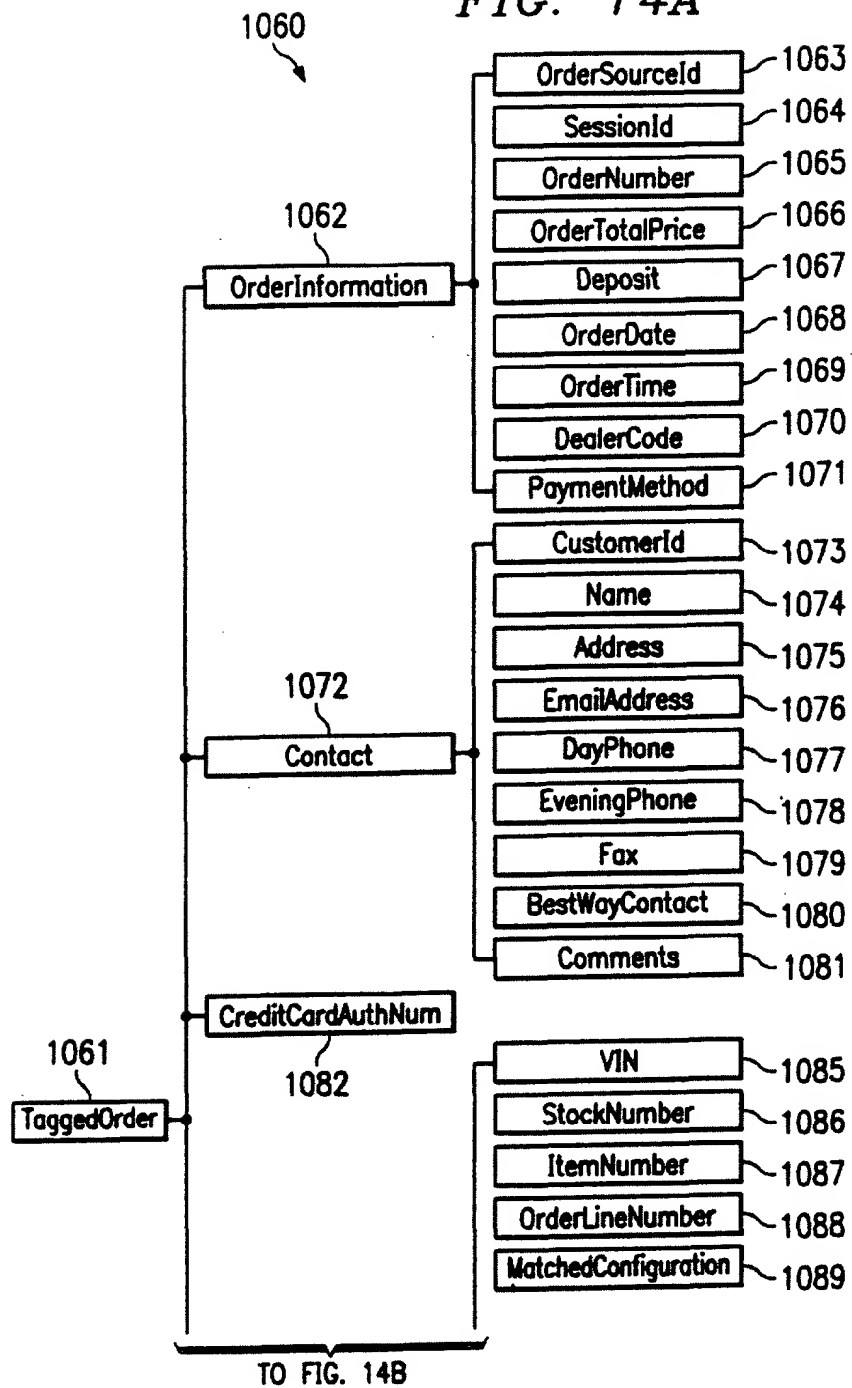 FIG. 14A
1060
OrderSourceId 1063
SessionId 1064
OrderNumber 1065
1062
OrderTotalPrice 1066
OrderInformation
Deposit 1067
OrderDate 1068
OrderTime 1069
DealerCode 1070
PaymentMethod 1071
CustomerId 1073
Name 1074
Address 1075
1072
EmailAddress 1076
Contact
DayPhone 1077
EveningPhone 1078
Fax 1079
BestWayContact 1080
Comments 1081
CreditCardAuthNum
1082
1061
TaggedOrder
VIN 1085
StockNumber 1086
ItemNumber 1087
OrderLineNumber 1088
MatchedConfiguration 1089
TO FIG. 14B